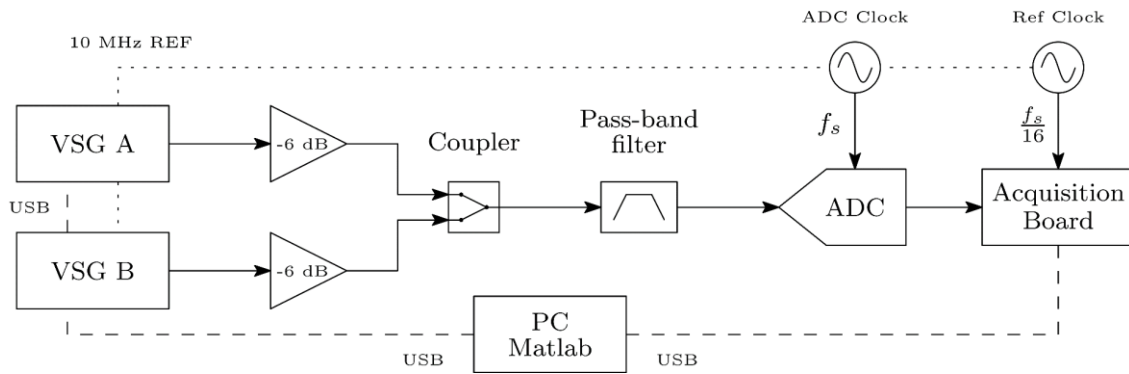 ADC Clock
Ref Clock
10 MHz REF
VSG A
-6 dB
Coupler
Pass-band
filter
f_s
f_s
16
USB
ADC
Acquisition
Board
VSG B
-6 dB
PC
Matlab
USB
USB